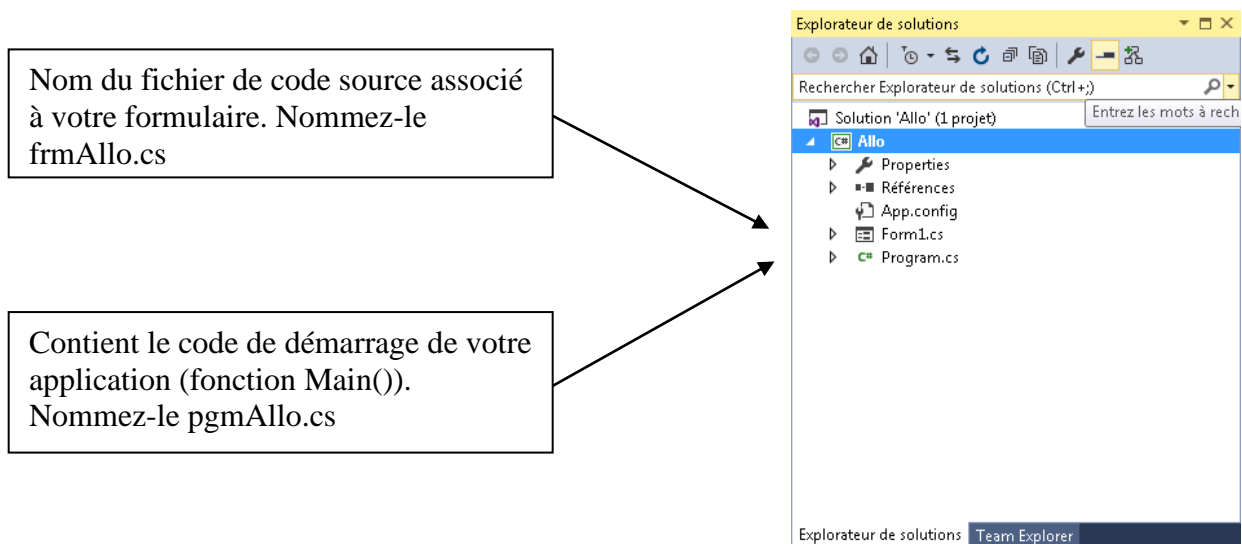 Nom du fichier de code source associé
à votre formulaire. Nommez-le
frmAllo.cs
Contient le code de démarrage de votre
application (fonction Main()).
Nommez-le pgmAllo.cs
Explorateur de solutions
Rechercher Explorateur de solutions (Ctrl+;)
Entrez les mots à rech
Solution 'Allo' (1 projet)
C# Allo
Properties
Références
App.config
Form1.cs
C# Program.cs
Explorateur de solutions Team Explorer